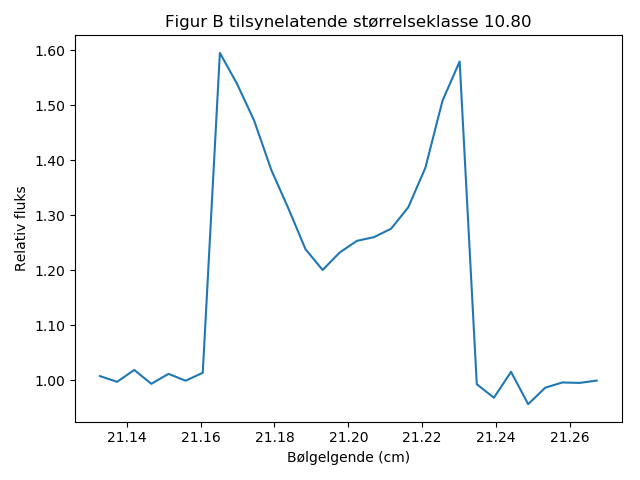 Figur B tilsynelatende størrelseklasse 10.80
1.60
1.50
1.40
1.30
1.20
1.10
1.00
Relativ fluks
21.14 21.16 21.18 21.20 21.22 21.24 21.26
Bølgelgende (cm)